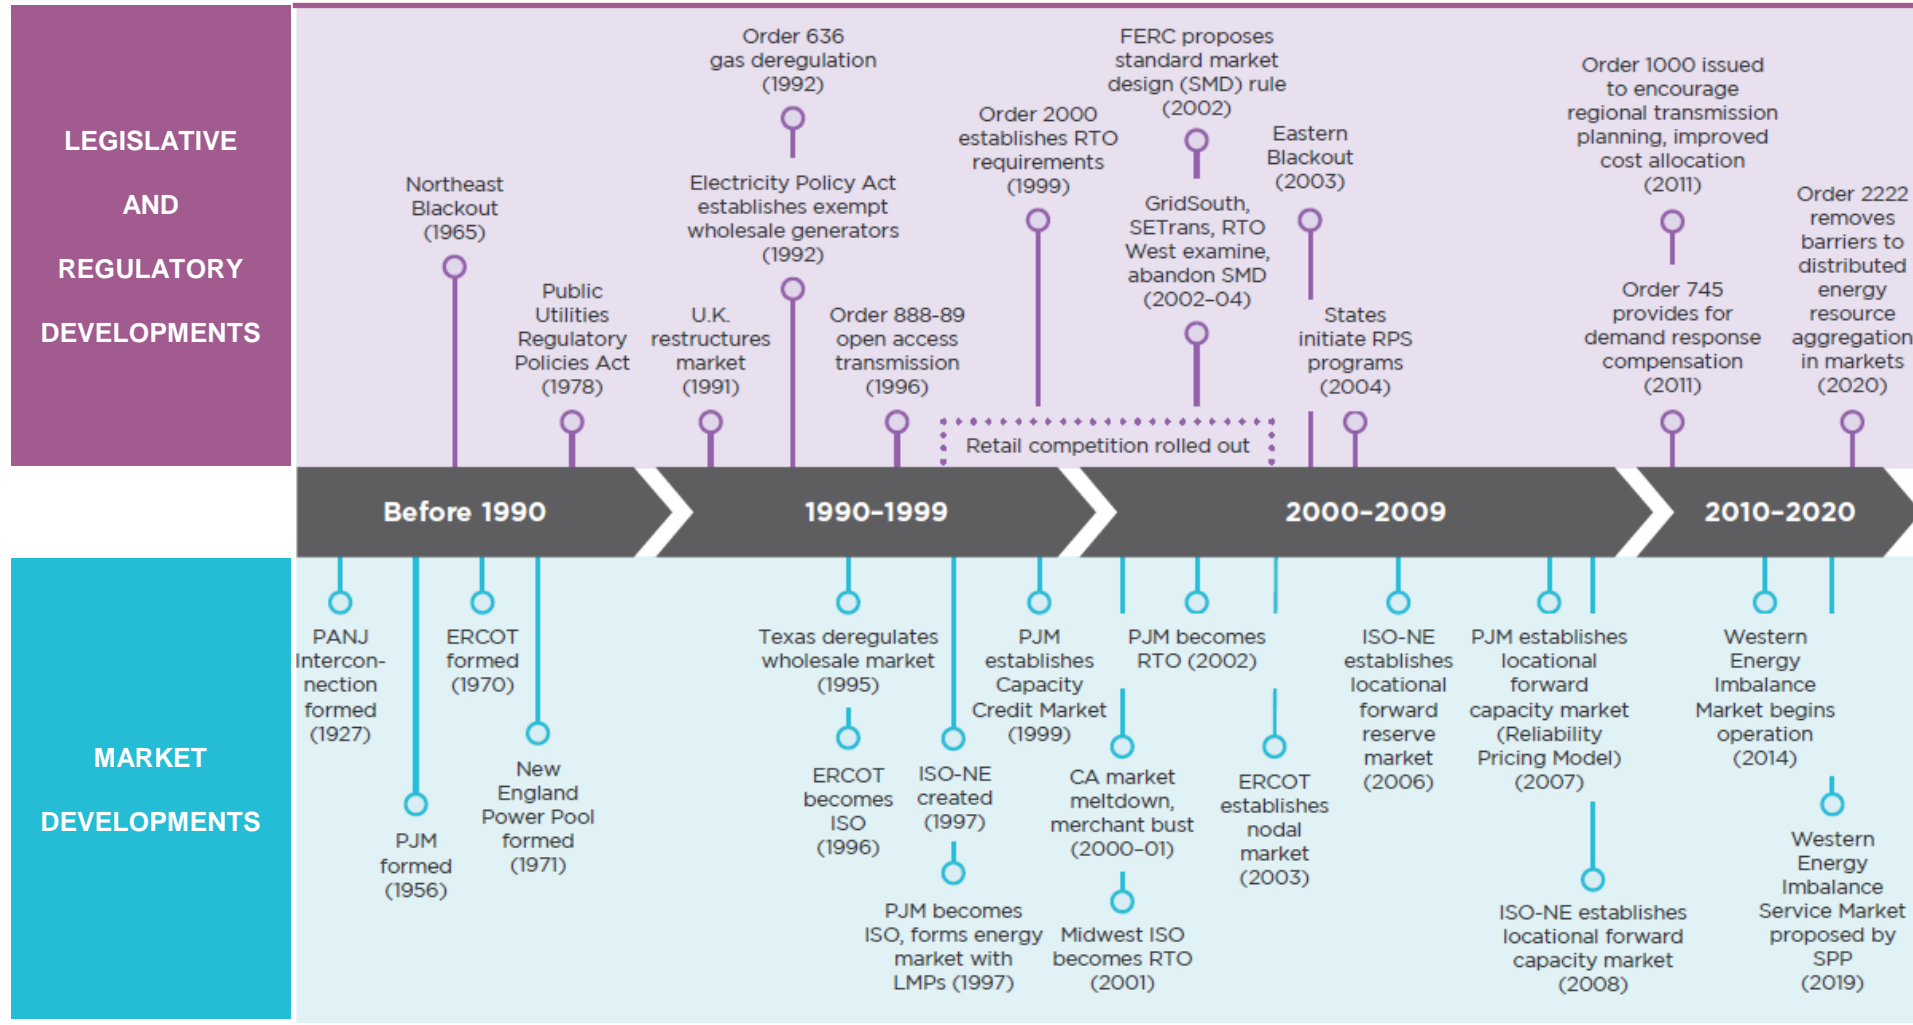 LEGISLATIVE
AND
REGULATORY
DEVELOPMENTS
Northeast
Blackout
(1965)
Public
Utilities
Regulatory
Policies Act
(1978)
U.K.
restructures
market
(1991)
Order 636
gas deregulation
(1992)
Electricity Policy Act
establishes exempt
wholesale generators
(1992)
Order 888-89
open access
transmission
(1996)
Order 2000
establishes RTO
requirements
(1999)
FERC proposes
standard market
design (SMD) rule
(2002)
GridSouth,
SETrans, RTO
West examine,
abandon SMD
(2002–04)
Retail competition rolled out
Eastern
Blackout
(2003)
States
initiate RPS
programs
(2004)
Order 1000 issued
to encourage
regional transmission
planning, improved
cost allocation
(2011)
Order 745
provides for
demand response
compensation
(2011)
Order 2222
removes
barriers to
distributed
energy
resource
aggregation
in markets
(2020)
Before 1990
1990–1999
2000–2009
2010–2020
MARKET
DEVELOPMENTS
PANJ
Intercon-
nection
formed
(1927)
PJM
formed
(1956)
ERCOT
formed
(1970)
New
England
Power Pool
formed
(1971)
Texas deregulates
wholesale market
(1995)
ERCOT
becomes
ISO
(1996)
ISO-NE
created
(1997)
PJM becomes
ISO, forms energy
market with
LMPs (1997)
PJM
establishes
Capacity
Credit Market
(1999)
CA market
meltdown,
merchant bust
(2000–01)
Midwest ISO
becomes RTO
(2001)
PJM becomes
RTO (2002)
ERCOT
establishes
nodal
market
(2003)
ISO-NE
establishes
locational
forward
reserve
market
(2006)
PJM establishes
locational
forward
capacity market
(Reliability
Pricing Model)
(2007)
ISO-NE establishes
locational forward
capacity market
(2008)
Western
Energy
Imbalance
Market begins
operation
(2014)
Western
Energy
Imbalance
Service Market
proposed by
SPP
(2019)